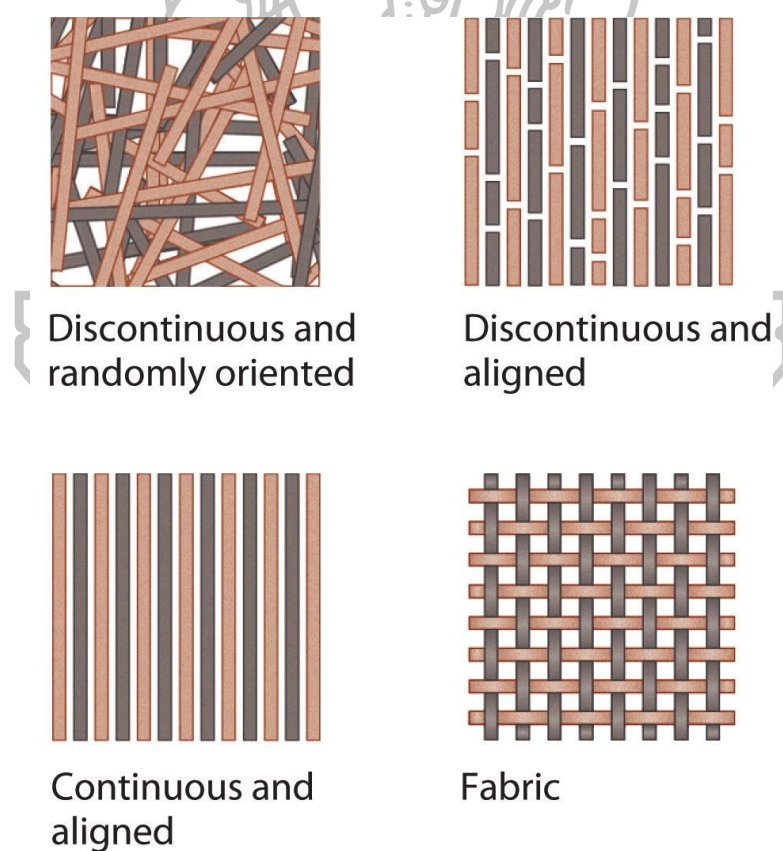 Discontinuous and
randomly oriented
Discontinuous and
aligned
Continuous and
aligned
Fabric